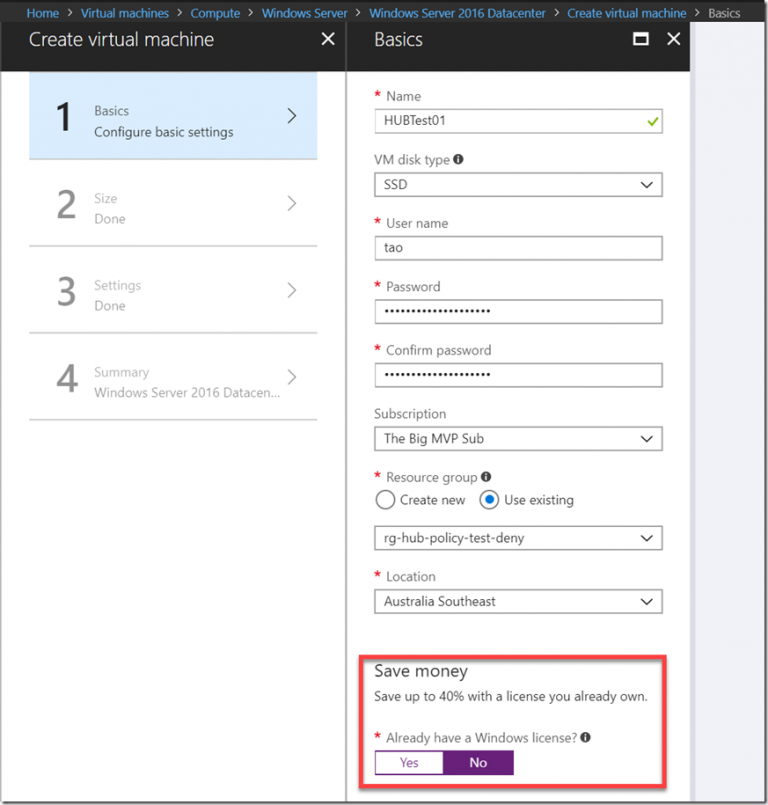 Home > Virtual machines > Compute > Windows Server > Windows Server 2016 Datacenter > Create virtual machine > Basics
Create virtual machine
1
Basics
Configure basic settings
2
Size
Done
3
Settings
Done
4
Summary
Windows Server 2016 Datacen...
Basics
* Name
HUBTest01
VM disk type
SSD
* User name
tao
* Password
••••••••••••••••••••
* Confirm password
••••••••••••••••••••
Subscription
The Big MVP Sub
* Resource group
Create new Use existing
rg-hub-policy-test-deny
* Location
Australia Southeast
Save money
Save up to 40% with a license you already own.
* Already have a Windows license?
Yes No